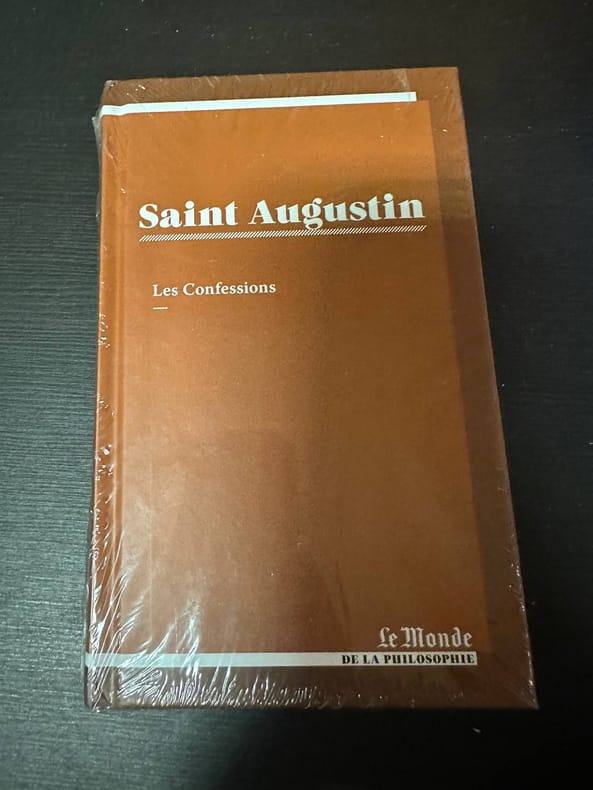 Saint Augustin
Les Confessions
Le Monde
DE LA PHILOSOPHIE